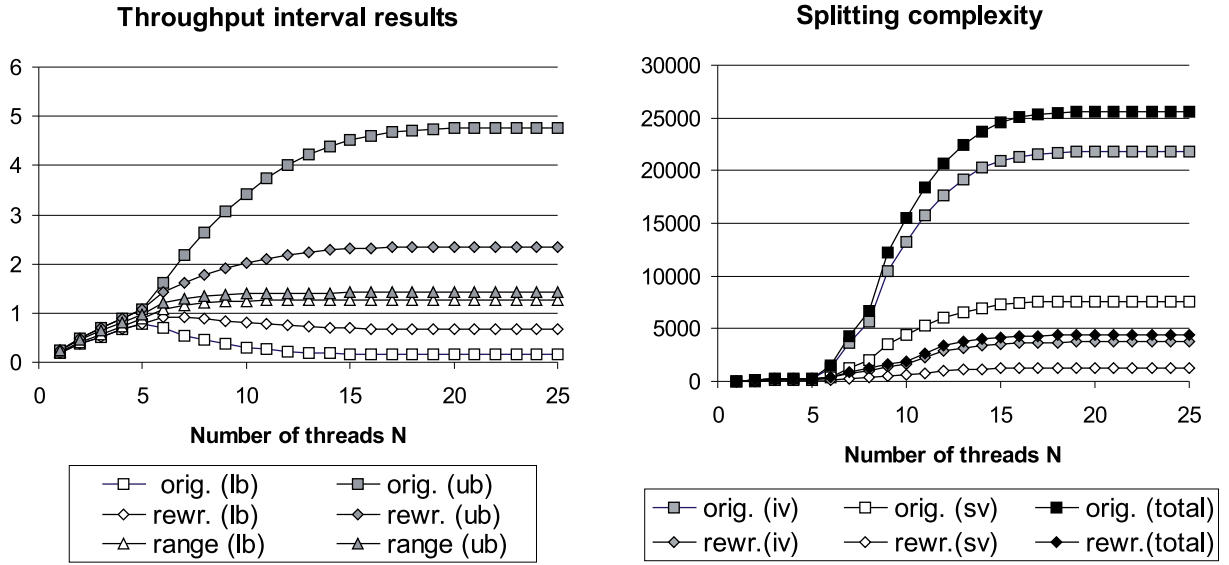 Throughput interval results
6
5
4
3
2
1
0
0 5 10 15 20 25
Number of threads N
orig. (lb) orig. (ub)
rewr. (lb) rewr. (ub)
range (lb) range (ub)
Splitting complexity
30000
25000
20000
15000
10000
5000
0
0 5 10 15 20 25
Number of threads N
orig. (iv) orig. (sv) orig. (total)
rewr.(iv) rewr.(sv) rewr.(total)